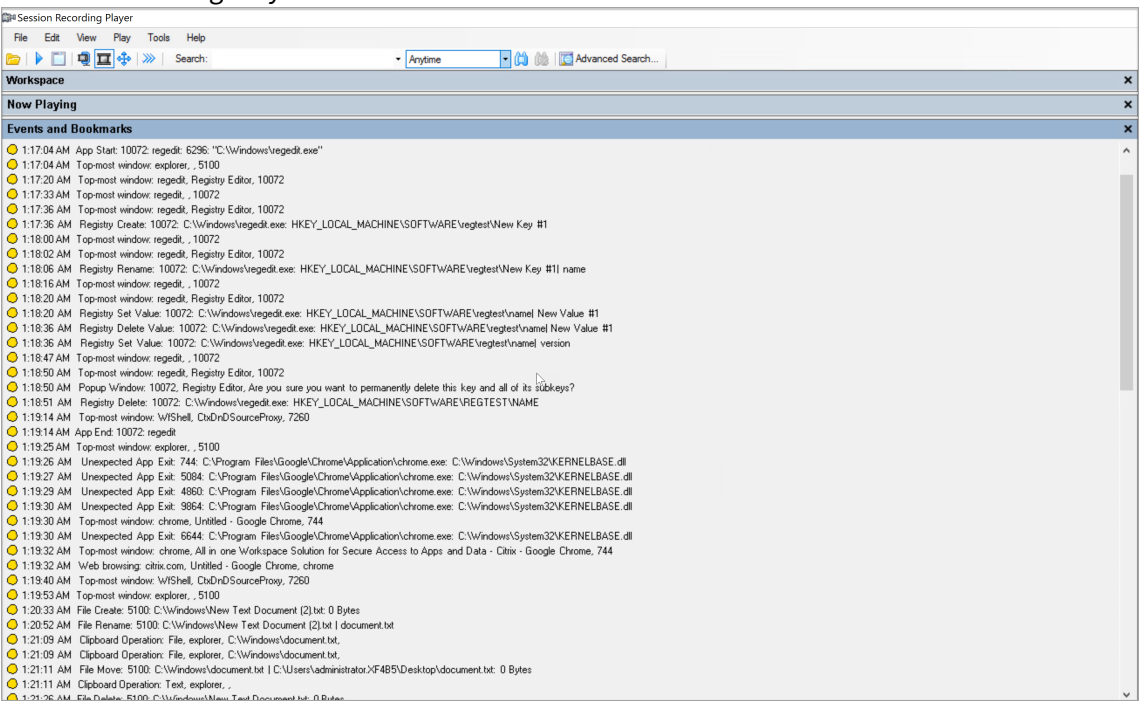 Session Recording Player
File Edit View Play Tools Help
Search: Anytime Advanced Search...
Workspace
Now Playing
Events and Bookmarks
1:17:04 AM App Start: 10072: regedit: 6296: "C:\Windows\regedit.exe"
1:17:04 AM Top-most window: explorer, , 5100
1:17:20 AM Top-most window: regedit, Registry Editor, 10072
1:17:33 AM Top-most window: regedit, , 10072
1:17:36 AM Top-most window: regedit, Registry Editor, 10072
1:17:36 AM Registry Create: 10072: C:\Windows\regedit.exe: HKEY_LOCAL_MACHINE\SOFTWARE\regtest\New Key #1
1:18:00 AM Top-most window: regedit, , 10072
1:18:02 AM Top-most window: regedit, Registry Editor, 10072
1:18:06 AM Registry Rename: 10072: C:\Windows\regedit.exe: HKEY_LOCAL_MACHINE\SOFTWARE\regtest\New Key #1| name
1:18:16 AM Top-most window: regedit, , 10072
1:18:20 AM Top-most window: regedit, Registry Editor, 10072
1:18:20 AM Registry Set Value: 10072: C:\Windows\regedit.exe: HKEY_LOCAL_MACHINE\SOFTWARE\regtest\name| New Value #1
1:18:36 AM Registry Delete Value: 10072: C:\Windows\regedit.exe: HKEY_LOCAL_MACHINE\SOFTWARE\regtest\name| New Value #1
1:18:36 AM Registry Set Value: 10072: C:\Windows\regedit.exe: HKEY_LOCAL_MACHINE\SOFTWARE\regtest\name| version
1:18:47 AM Top-most window: regedit, , 10072
1:18:50 AM Top-most window: regedit, Registry Editor, 10072
1:18:50 AM Popup Window: 10072, Registry Editor, Are you sure you want to permanently delete this key and all of its subkeys?
1:18:51 AM Registry Delete: 10072: C:\Windows\regedit.exe: HKEY_LOCAL_MACHINE\SOFTWARE\REGTEST\NAME
1:19:14 AM Top-most window: WfShell, CtxDnDSourceProxy, 7260
1:19:14 AM App End: 10072: regedit
1:19:25 AM Top-most window: explorer, , 5100
1:19:26 AM Unexpected App Exit: 744: C:\Program Files\Google\Chrome\Application\chrome.exe: C:\Windows\System32\KERNELBASE.dll
1:19:27 AM Unexpected App Exit: 5084: C:\Program Files\Google\Chrome\Application\chrome.exe: C:\Windows\System32\KERNELBASE.dll
1:19:29 AM Unexpected App Exit: 4860: C:\Program Files\Google\Chrome\Application\chrome.exe: C:\Windows\System32\KERNELBASE.dll
1:19:30 AM Unexpected App Exit: 9864: C:\Program Files\Google\Chrome\Application\chrome.exe: C:\Windows\System32\KERNELBASE.dll
1:19:30 AM Top-most window: chrome, Untitled - Google Chrome, 744
1:19:30 AM Unexpected App Exit: 6644: C:\Program Files\Google\Chrome\Application\chrome.exe: C:\Windows\System32\KERNELBASE.dll
1:19:32 AM Top-most window: chrome, All in one Workspace Solution for Secure Access to Apps and Data - Citrix - Google Chrome, 744
1:19:32 AM Web browsing: citrix.com, Untitled - Google Chrome, chrome
1:19:40 AM Top-most window: WfShell, CtxDnDSourceProxy, 7260
1:19:53 AM Top-most window: explorer, , 5100
1:20:33 AM File Create: 5100: C:\Windows\New Text Document (2).txt: 0 Bytes
1:20:52 AM File Rename: 5100: C:\Windows\New Text Document (2).txt | document.txt
1:21:09 AM Clipboard Operation: File, explorer, C:\Windows\document.txt,
1:21:09 AM Clipboard Operation: File, explorer, C:\Windows\document.txt,
1:21:11 AM File Move: 5100: C:\Windows\document.txt | C:\Users\administrator.XF4B5\Desktop\document.txt: 0 Bytes
1:21:11 AM Clipboard Operation: Text, explorer, ,
1:21:26 AM File Delete: 5100: C:\Windows\New Text Document.txt: 0 Bytes